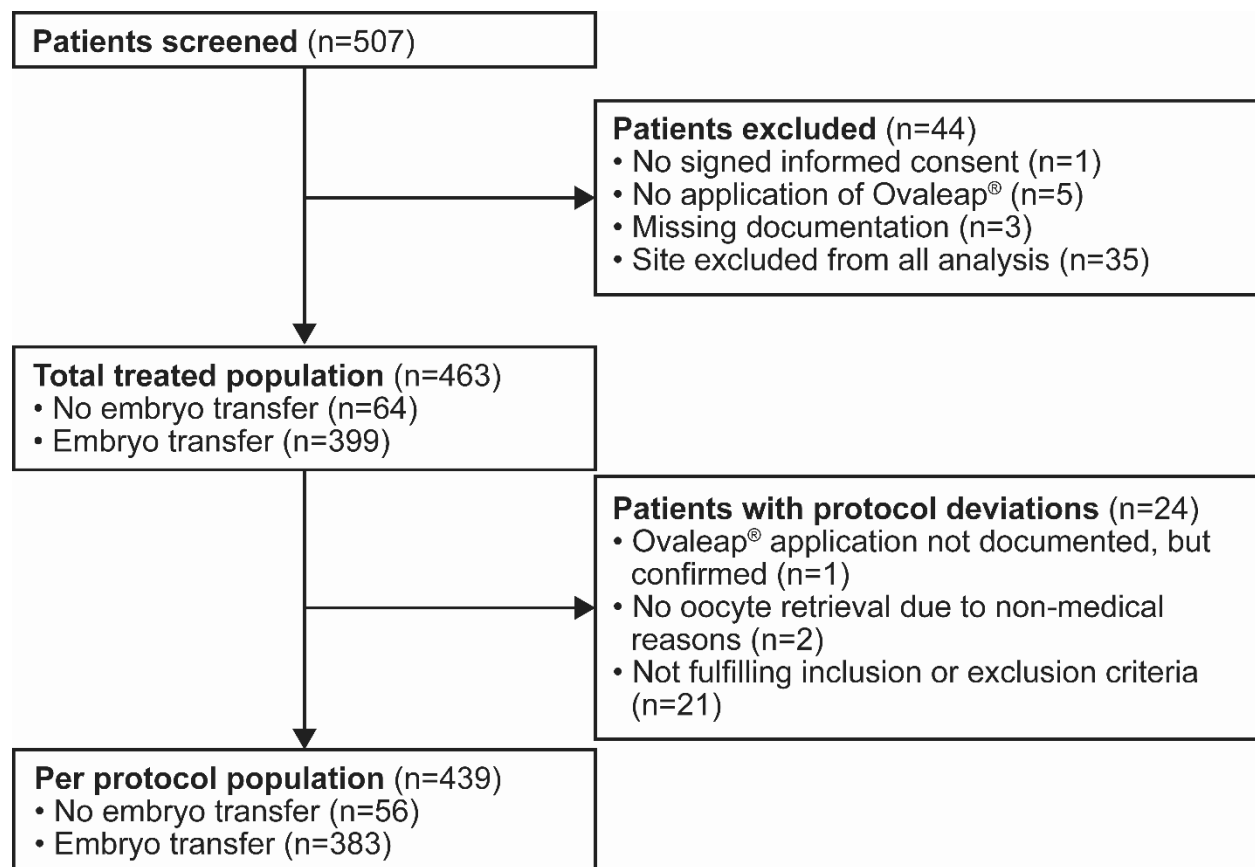 Patients screened (n=507)
Patients excluded (n=44)
• No signed informed consent (n=1)
• No application of Ovaleap® (n=5)
• Missing documentation (n=3)
• Site excluded from all analysis (n=35)
Total treated population (n=463)
• No embryo transfer (n=64)
• Embryo transfer (n=399)
Patients with protocol deviations (n=24)
• Ovaleap® application not documented, but
confirmed (n=1)
• No oocyte retrieval due to non-medical
reasons (n=2)
• Not fulfilling inclusion or exclusion criteria
(n=21)
Per protocol population (n=439)
• No embryo transfer (n=56)
• Embryo transfer (n=383)